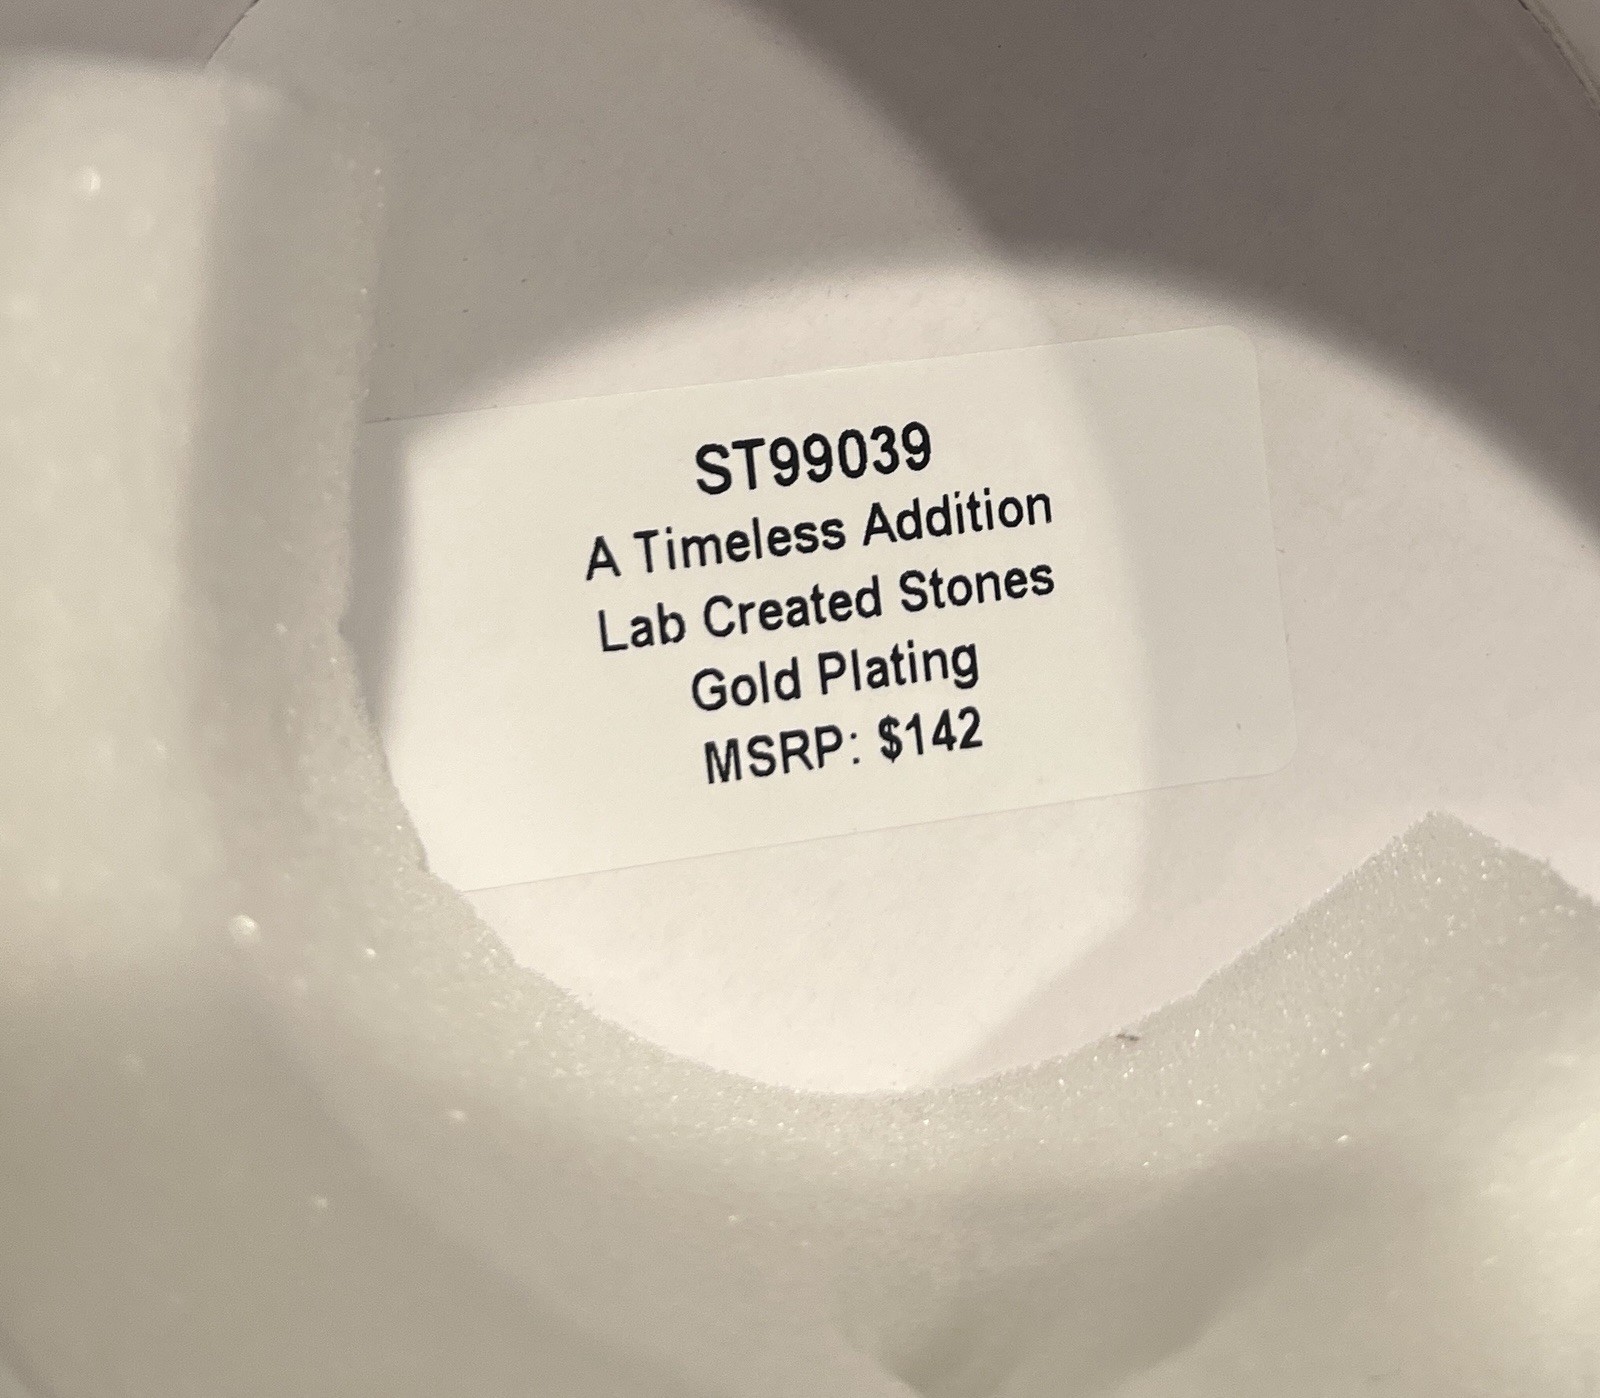 ST99039
A Timeless Addition
Lab Created Stones
Gold Plating
MSRP: $142